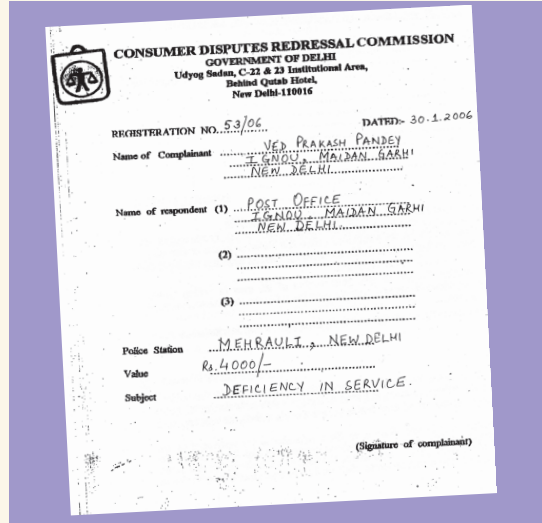 CONSUMER DISPUTES REDRESSAL COMMISSION
GOVERNMENT OF DELHI
Udyog Sadan, C-22 & 23 Institutional Area,
Behind Qutab Hotel,
New Delhi-110016
REGISTERATION NO. 53/06 DATED:- 30.1.2006
Name of Complainant VED PRAKASH PANDEY
IGNOU, MAIDAN GARHI
NEW DELHI
Name of respondent (1) POST OFFICE
IGNOU, MAIDAN GARHI
NEW DELHI.
(2)
(3)
Police Station MEHRAULI, NEW DELHI
Value Rs.4000/-
Subject DEFICIENCY IN SERVICE.
(Signature of complainant)